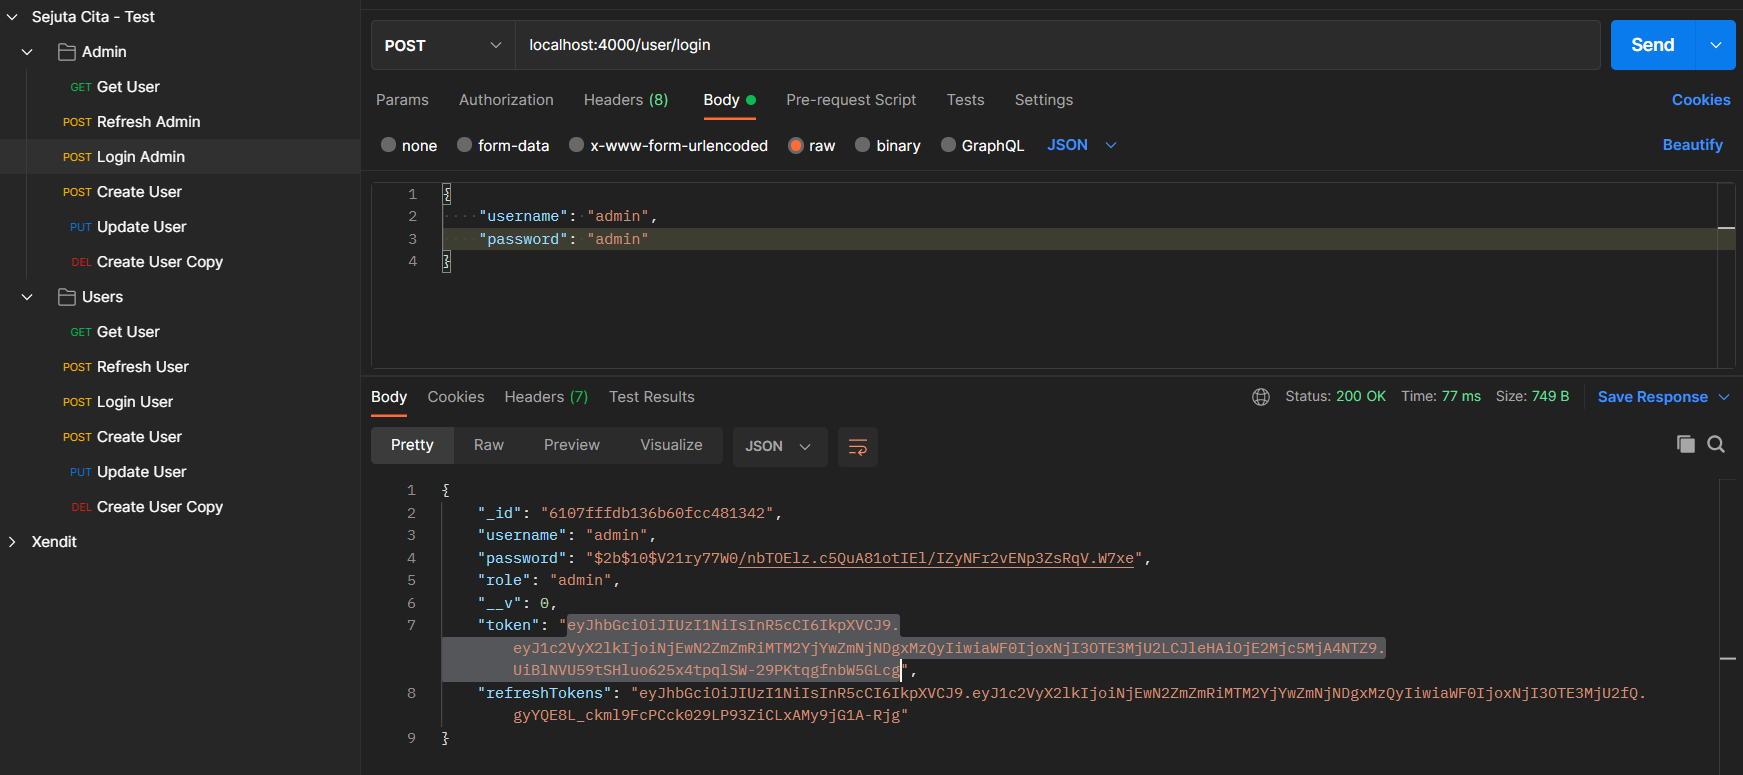 Sejuta Cita - Test
Admin
GET Get User
POST Refresh Admin
POST Login Admin
POST Create User
PUT Update User
DEL Create User Copy
Users
GET Get User
POST Refresh User
POST Login User
POST Create User
PUT Update User
DEL Create User Copy
Xendit
POST localhost:4000/user/login Send
Params Authorization Headers (8) Body Pre-request Script Tests Settings Cookies
none form-data x-www-form-urlencoded raw binary GraphQL JSON Beautify
1 {
2 "username": "admin",
3 "password": "admin"
4 }
Body Cookies Headers (7) Test Results Status: 200 OK Time: 77 ms Size: 749 B Save Response
Pretty Raw Preview Visualize JSON
1 {
2 "_id": "6107fffdb136b60fcc481342",
3 "username": "admin",
4 "password": "$2b$10$V21ry77W0/nbTOElz.c5QuA81otIEl/IZyNFr2vENp3ZsRqV.W7xe",
5 "role": "admin",
6 "__v": 0,
7 "token": "eyJhbGciOiJIUzI1NiIsInR5cCI6IkpXVCJ9.
eyJ1c2VyX2lkIjoiNjEwN2ZmZmRiMTM2YjYwZmNjNDgxMzQyIiwiaWF0IjoxNjI3OTE3MjU2LCJleHAiOjE2Mjc5MjA4NTZ9.
UiBlNVU59tSHluo625x4tpqlSW-29PKtqgfnbW5GLcg",
8 "refreshTokens": "eyJhbGciOiJIUzI1NiIsInR5cCI6IkpXVCJ9.eyJ1c2VyX2lkIjoiNjEwN2ZmZmRiMTM2YjYwZmNjNDgxMzQyIiwiaWF0IjoxNjI3OTE3MjU2fQ.
gyYQE8L_ckml9FcPCck029LP93ZiCLxAMy9jG1A-Rjg"
9 }